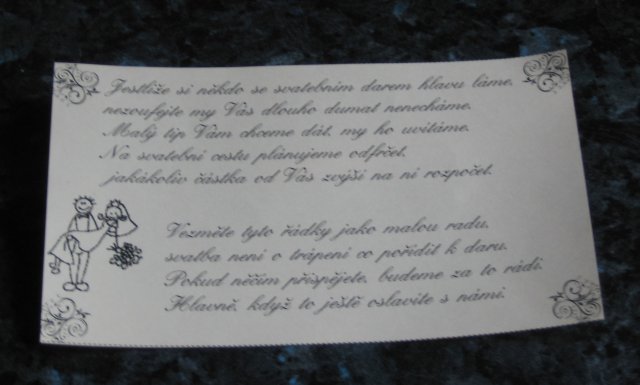 Jestliže si někdo se svatebním darem hlavu láme,
nezoufejte my Vás dlouho dumat nenecháme.
Malý tip Vám chceme dát, my ho uvítáme.
Na svatební cestu plánujeme odfrčet,
jakákoliv částka od Vás zvýší na ni rozpočet.
Vezměte tyto řádky jako malou radu,
svatba není o trápení co pořídit k daru.
Pokud něčím přispějete, budeme za to rádi.
Hlavně, když to ještě oslavíte s námi.